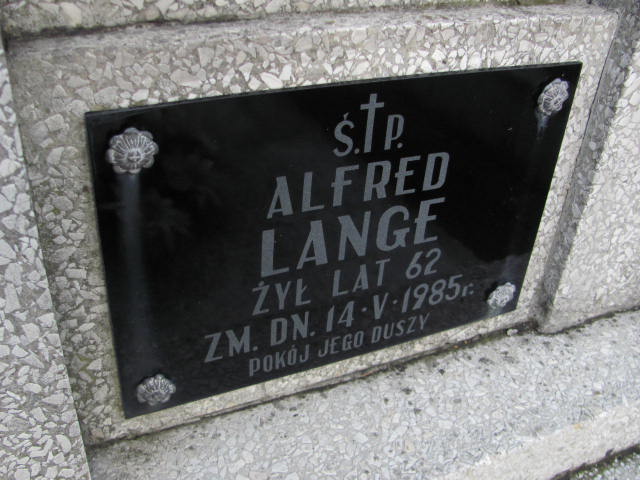 Ś.†P.
ALFRED
LANGE
ŻYŁ LAT 62
ZM. DN. 14·V·1985r.
POKÓJ JEGO DUSZY